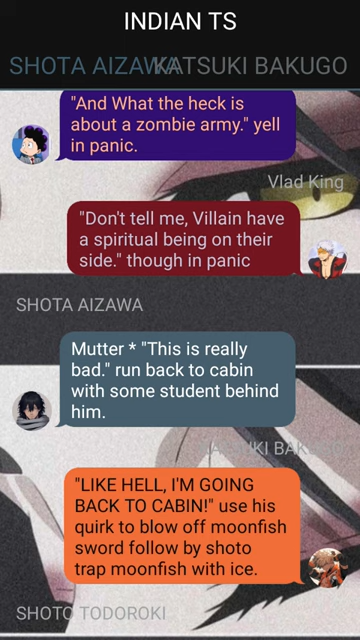 INDIAN TS
SHOTA AIZAWA
KATSUKI BAKUGO
"And What the heck is
about a zombie army." yell
in panic.
Vlad King
"Don't tell me, Villain have
a spiritual being on their
side." though in panic
SHOTA AIZAWA
Mutter * "This is really
bad." run back to cabin
with some student behind
him.
KATSUKI BAKUGO
"LIKE HELL, I'M GOING
BACK TO CABIN!" use his
quirk to blow off moonfish
sword follow by shoto
trap moonfish with ice.
SHOTO TODOROKI